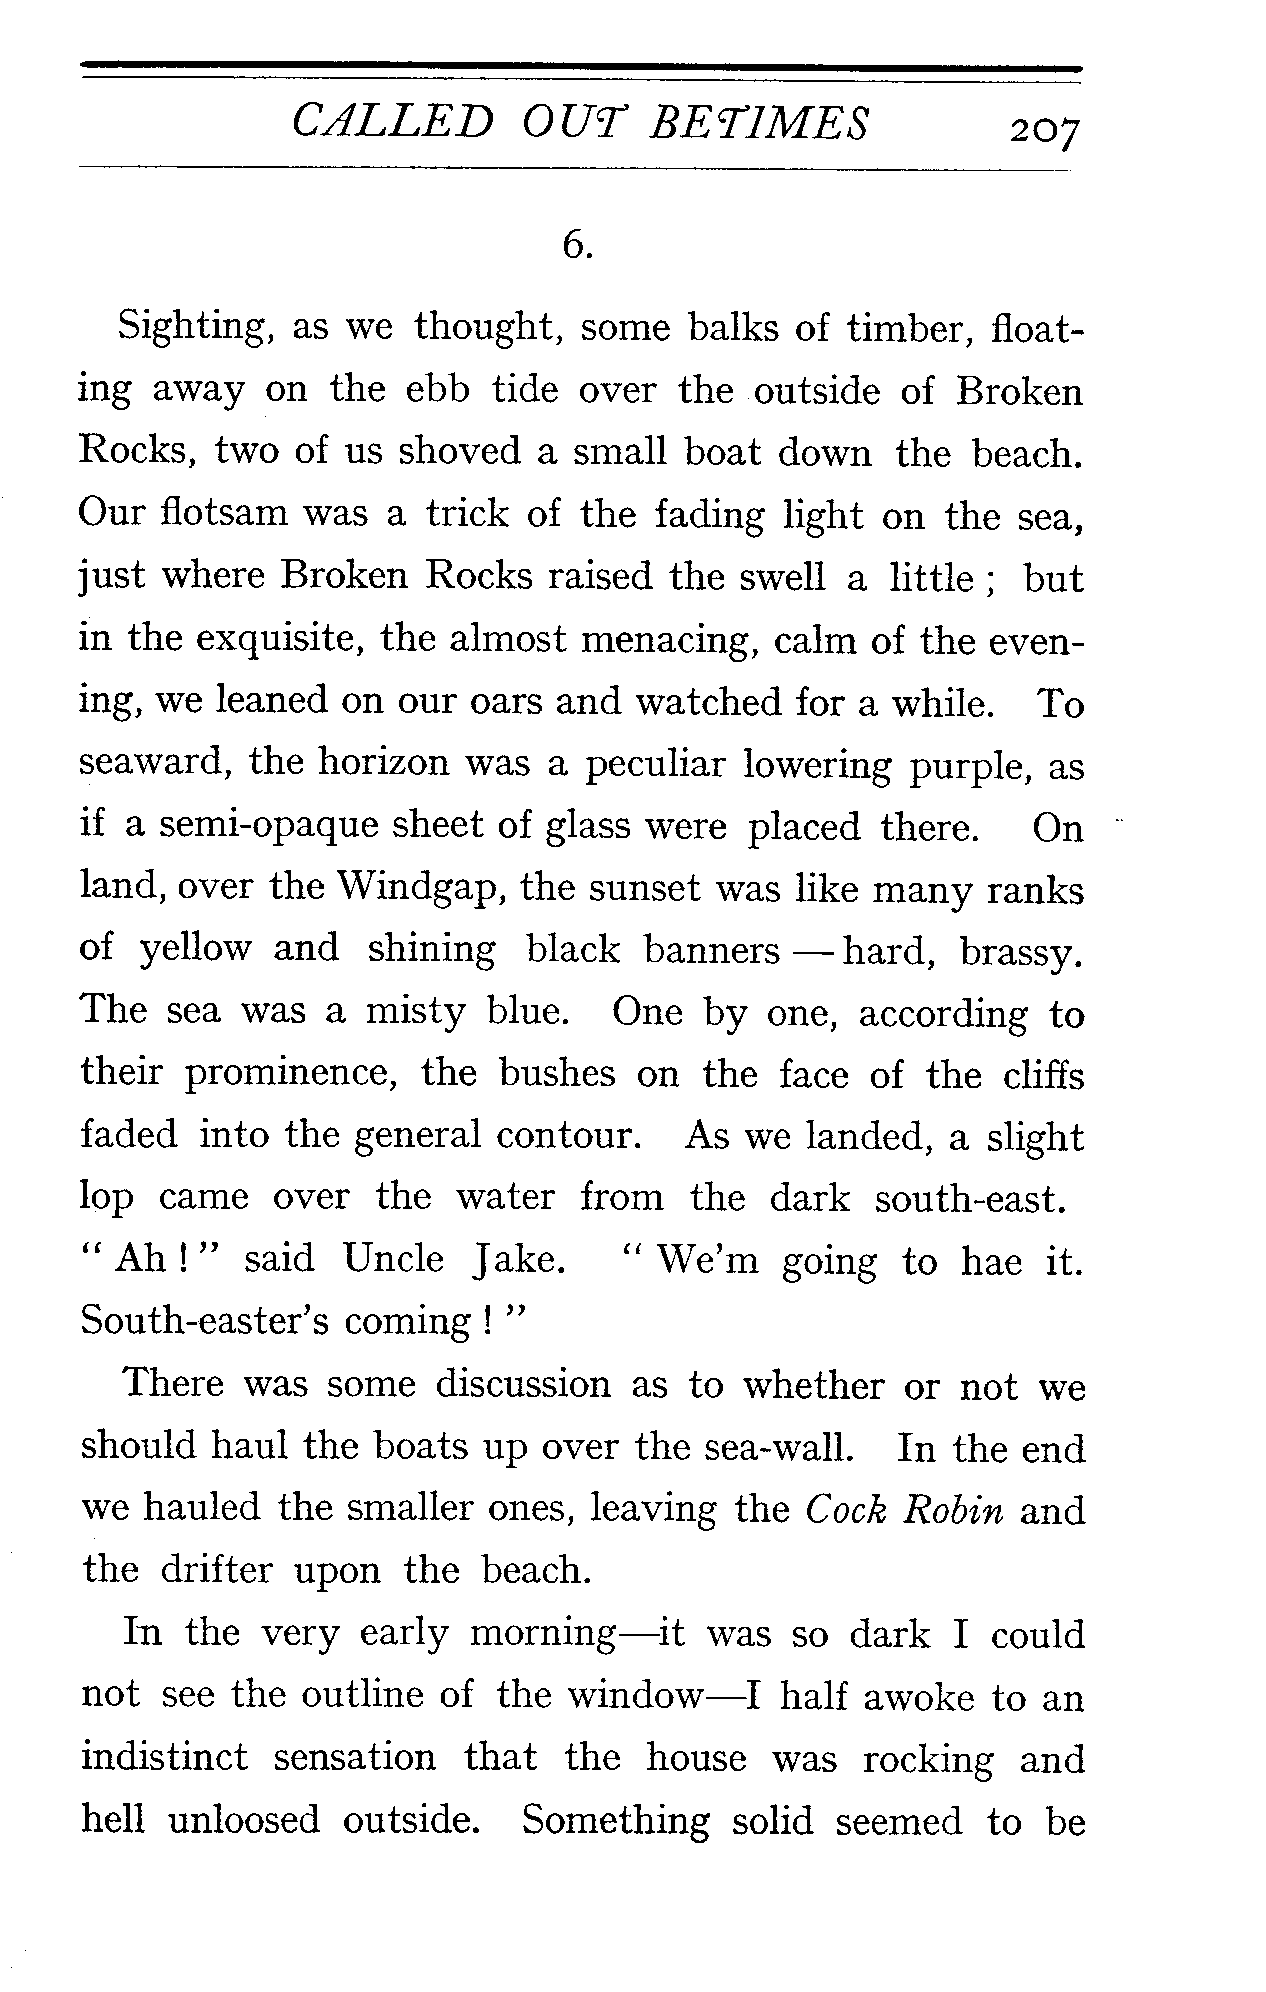 CALLED OUT BETIMES 207
6.
Sighting, as we thought, some balks of timber, float-
ing away on the ebb tide over the outside of Broken
Rocks, two of us shoved a small boat down the beach.
Our flotsam was a trick of the fading light on the sea,
just where Broken Rocks raised the swell a little ; but
in the exquisite, the almost menacing, calm of the even-
ing, we leaned on our oars and watched for a while. To
seaward, the horizon was a peculiar lowering purple, as
if a semi-opaque sheet of glass were placed there. On
land, over the Windgap, the sunset was like many ranks
of yellow and shining black banners — hard, brassy.
The sea was a misty blue. One by one, according to
their prominence, the bushes on the face of the cliffs
faded into the general contour. As we landed, a slight
lop came over the water from the dark south-east.
“ Ah ! ” said Uncle Jake. “ We’m going to hae it.
South-easter’s coming ! ”
There was some discussion as to whether or not we
should haul the boats up over the sea-wall. In the end
we hauled the smaller ones, leaving the Cock Robin and
the drifter upon the beach.
In the very early morning—it was so dark I could
not see the outline of the window—I half awoke to an
indistinct sensation that the house was rocking and
hell unloosed outside. Something solid seemed to be